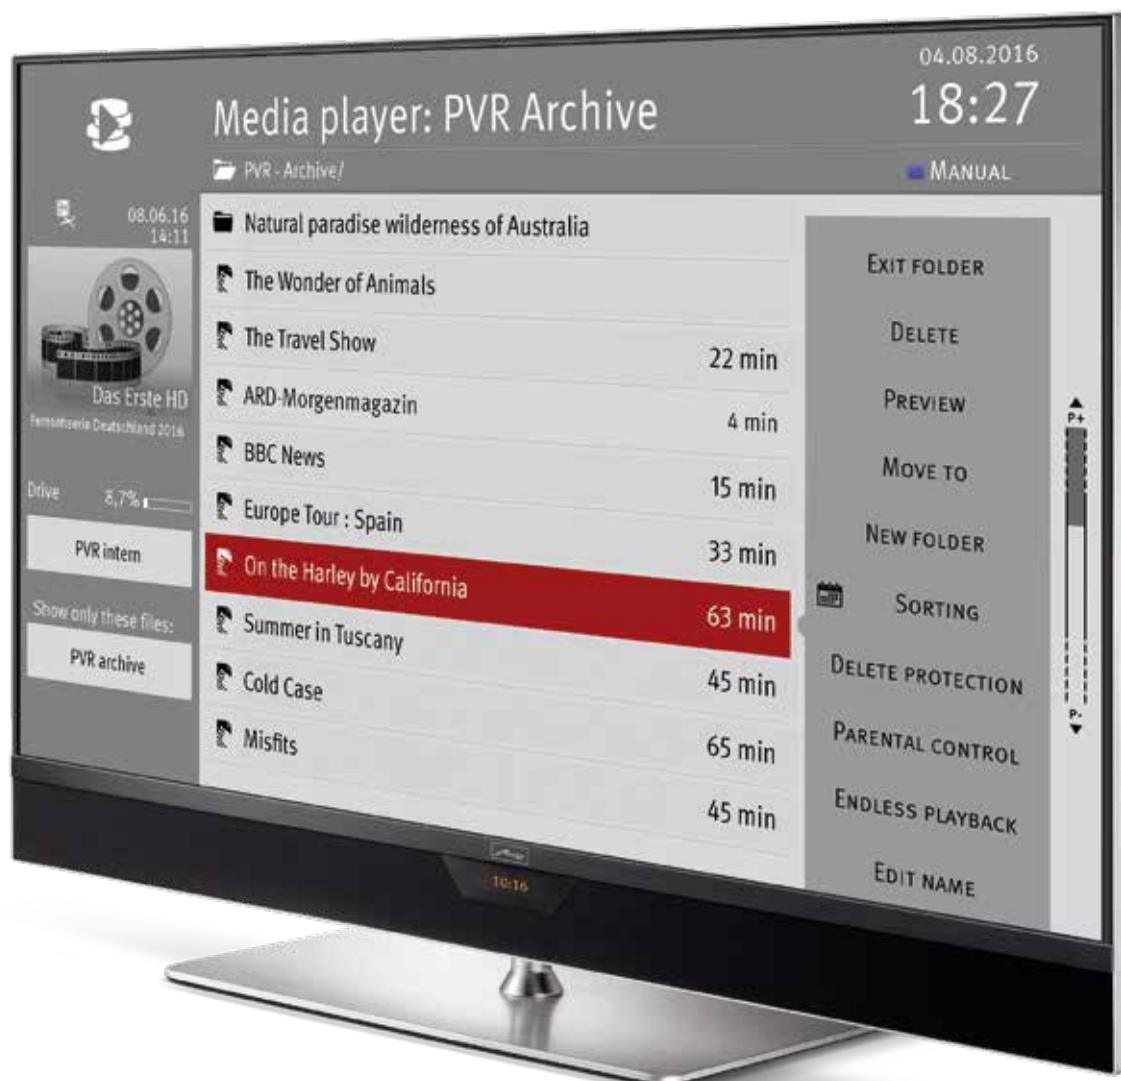 04.08.2016
Media player: PVR Archive
18:27
PVR - Archive/
MANUAL
08.06.16
14:11
Das Erste HD
Fernsehserie Deutschland 2016
Drive 8,7%
PVR intern
Show only these files:
PVR archive
Natural paradise wilderness of Australia
The Wonder of Animals
The Travel Show 22 min
ARD-Morgenmagazin 4 min
BBC News 15 min
Europe Tour : Spain 33 min
On the Harley by California 63 min
Summer in Tuscany 45 min
Cold Case 65 min
Misfits 45 min
EXIT FOLDER
DELETE
PREVIEW
MOVE TO
NEW FOLDER
SORTING
DELETE PROTECTION
PARENTAL CONTROL
ENDLESS PLAYBACK
EDIT NAME
P+
P-
10:16